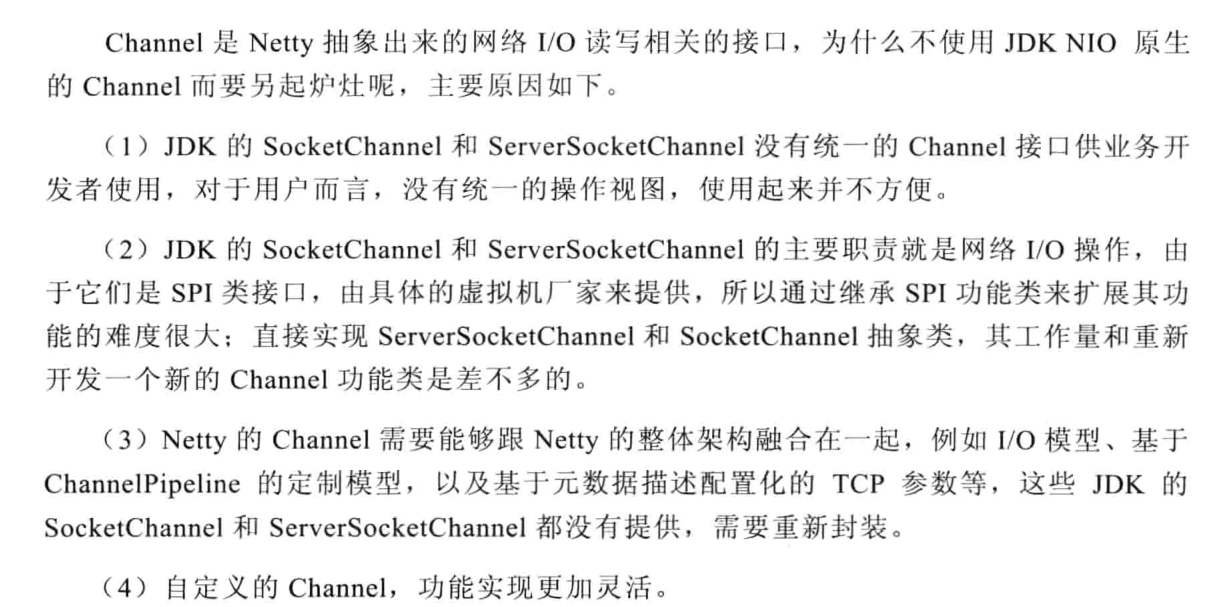 Channel 是 Netty 抽象出来的网络 I/O 读写相关的接口，为什么不使用 JDK NIO 原生
的 Channel 而要另起炉灶呢，主要原因如下。
（1）JDK 的 SocketChannel 和 ServerSocketChannel 没有统一的 Channel 接口供业务开
发者使用，对于用户而言，没有统一的操作视图，使用起来并不方便。
（2）JDK 的 SocketChannel 和 ServerSocketChannel 的主要职责就是网络 I/O 操作，由
于它们是 SPI 类接口，由具体的虚拟机厂家来提供，所以通过继承 SPI 功能类来扩展其功
能的难度很大；直接实现 ServerSocketChannel 和 SocketChannel 抽象类，其工作量和重新
开发一个新的 Channel 功能类是差不多的。
（3）Netty 的 Channel 需要能够跟 Netty 的整体架构融合在一起，例如 I/O 模型、基于
ChannelPipeline 的定制模型，以及基于元数据描述配置化的 TCP 参数等，这些 JDK 的
SocketChannel 和 ServerSocketChannel 都没有提供，需要重新封装。
（4）自定义的 Channel，功能实现更加灵活。